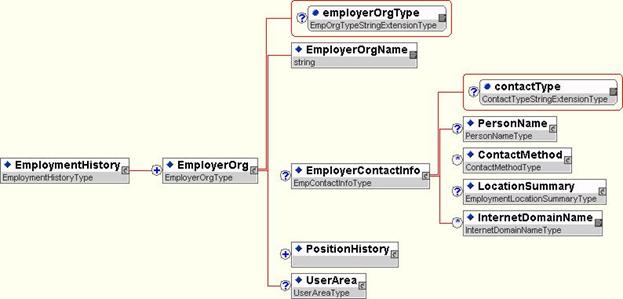 employerOrgType
EmpOrgTypeStringExtensionType
EmployerOrgName
string
contactType
ContactTypeStringExtensionType
PersonName
PersonNameType
EmploymentHistory
EmploymentHistoryType
EmployerOrg
EmployerOrgType
EmployerContactInfo
EmpContactInfoType
ContactMethod
ContactMethodType
LocationSummary
EmploymentLocationSummaryType
InternetDomainName
InternetDomainNameType
PositionHistory
UserArea
UserAreaType